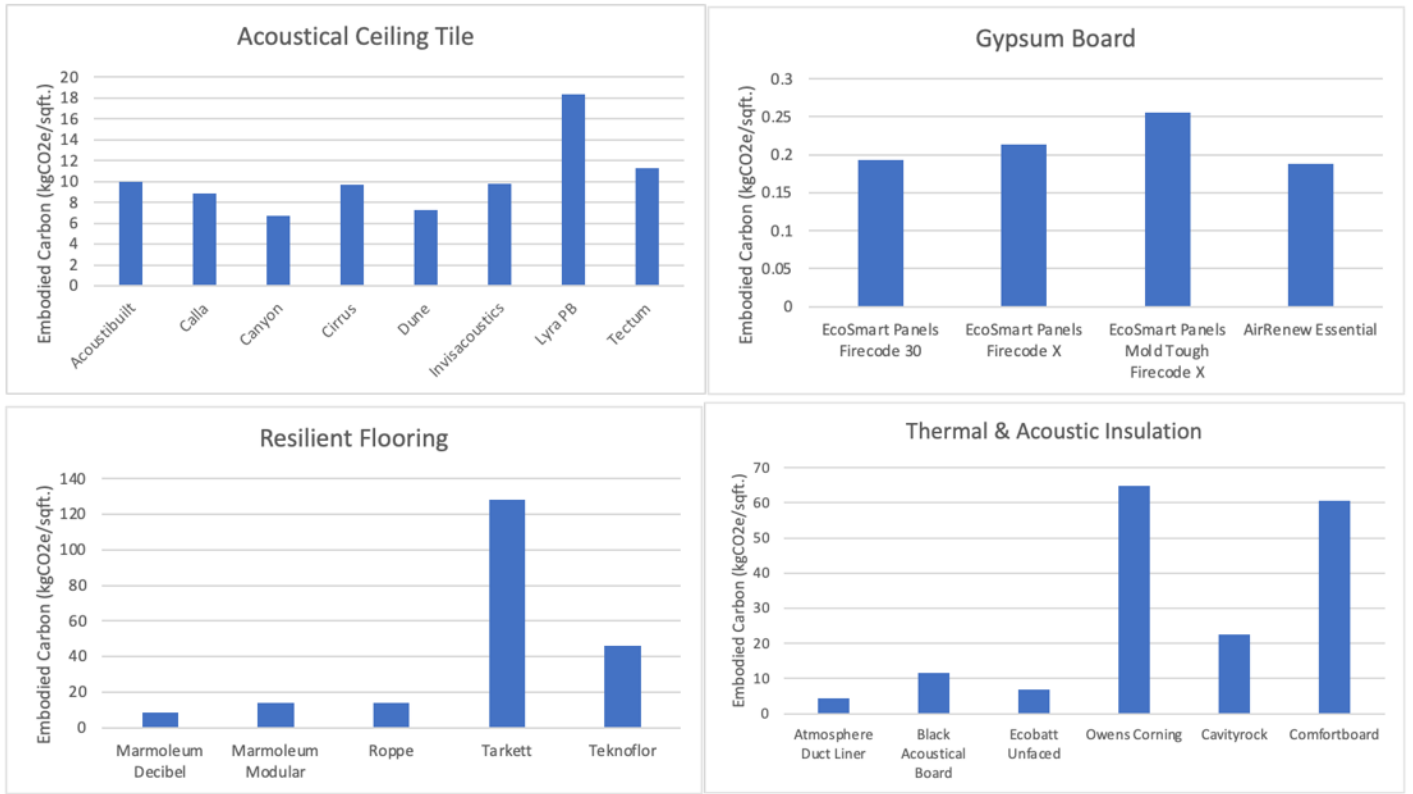 Acoustical Ceiling Tile
Embodied Carbon (kgCO2e/sqft.)
20
18
16
14
12
10
8
6
4
2
0
Acoustibuilt
Calla
Canyon
Cirrus
Dune
Invisacoustics
Lyra PB
Tectum
Gypsum Board
Embodied Carbon (kgCO2e/sqft.)
0.3
0.25
0.2
0.15
0.1
0.05
0
EcoSmart Panels
Firecode 30
EcoSmart Panels
Firecode X
EcoSmart Panels
Mold Tough
Firecode X
AirRenew Essential
Resilient Flooring
Embodied Carbon (kgCO2e/sqft.)
140
120
100
80
60
40
20
0
Marmoleum
Decibel
Marmoleum
Modular
Roppe
Tarkett
Teknoflor
Thermal & Acoustic Insulation
Embodied Carbon (kgCO2e/sqft.)
70
60
50
40
30
20
10
0
Atmosphere
Duct Liner
Black
Acoustical
Board
Ecobatt
Unfaced
Owens Corning
Cavityrock
Comfortboard